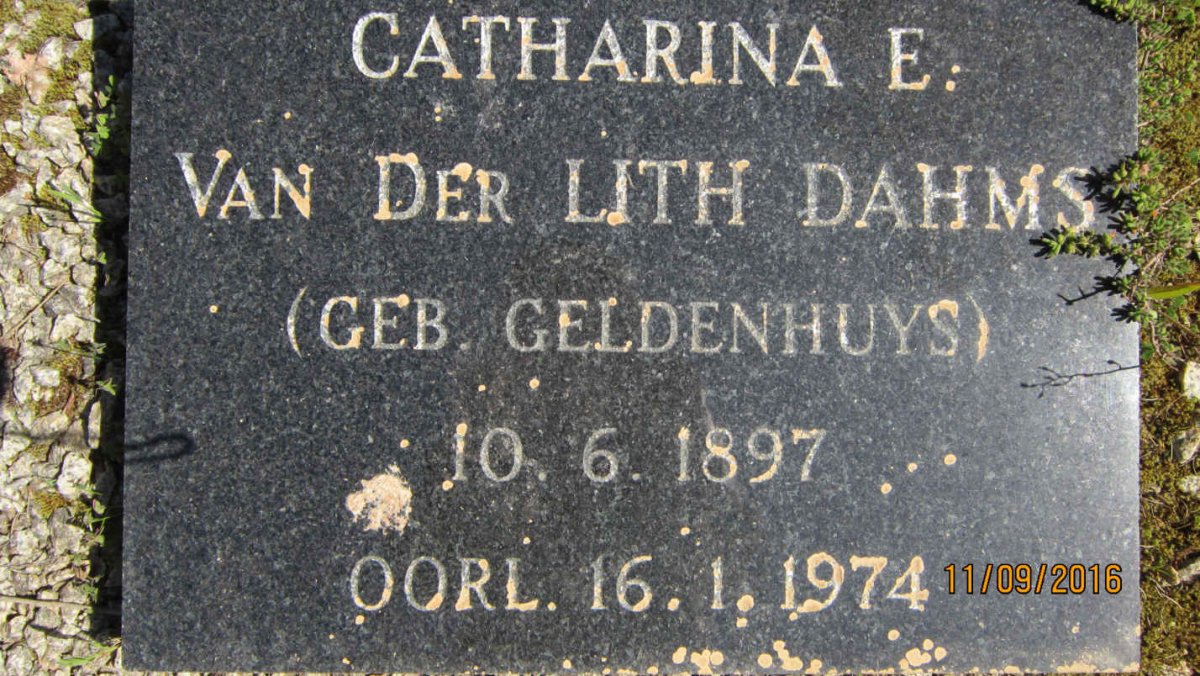 CATHARINA E.
VAN DER LITH DAHMS
(GEB. GELDENHUYS)
10. 6. 1897
OORL. 16. 1. 1974
11/09/2016